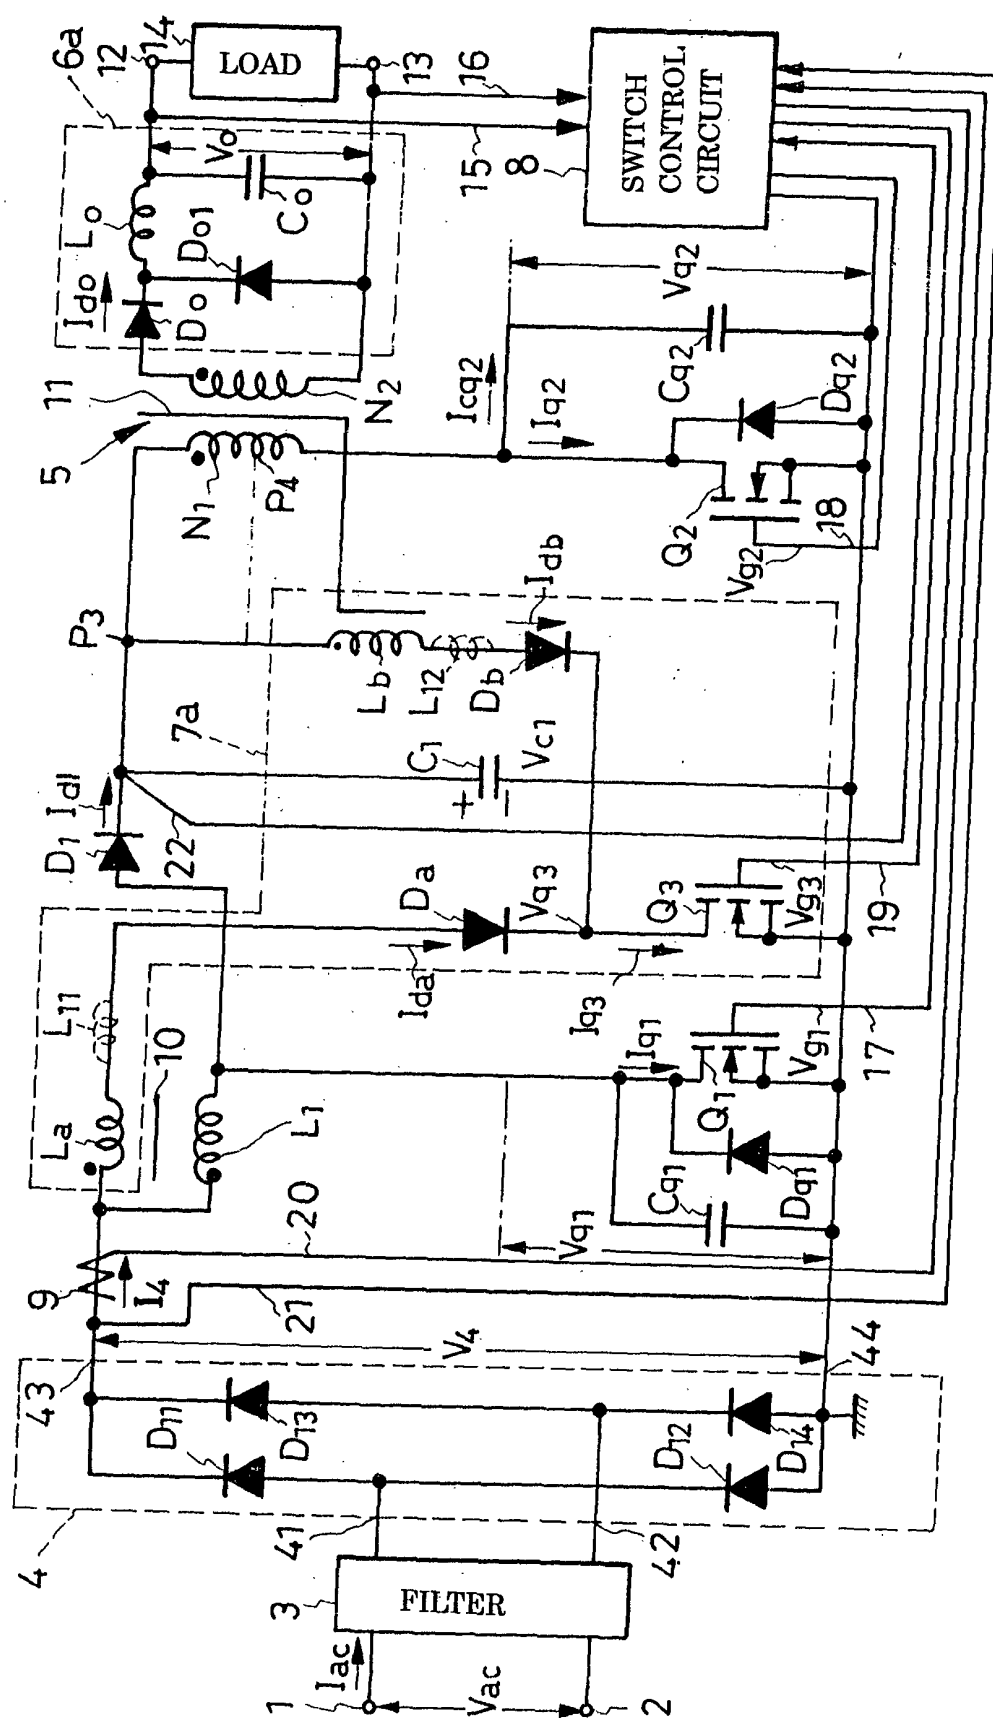 1
Iac
Vac
2
3
FILTER
41
42
4
43
D11
D13
D12
D14
44
V4
9
I4
21
20
La
L11
10
L1
Vq1
Cq1
Dq1
Iq1
Q1
Vg1
17
D1
Id1
22
7a
Da
Ida
Vq3
Iq3
Q3
Vg3
19
C1
+
−
Vc1
P3
Lb
L12
Db
Idb
5
11
N1
P4
N2
Icq2
Iq2
Q2
Vg2
18
Dq2
Cq2
Vq2
6a
Ido
Do
Lo
Do1
Co
Vo
12
14
LOAD
13
15
16
8
SWITCH
CONTROL
CIRCUIT